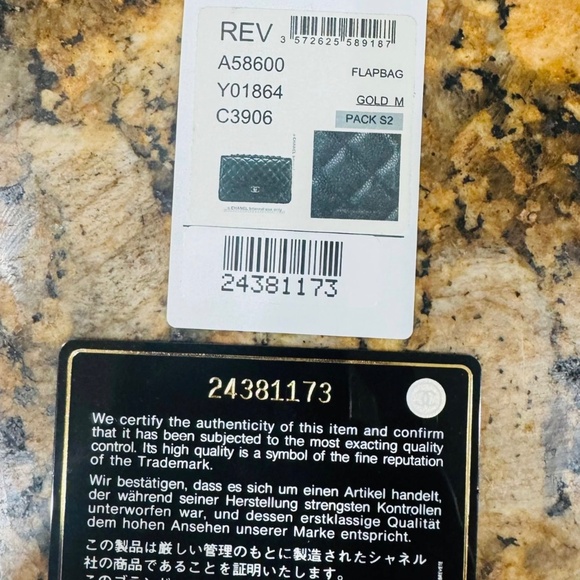 REV
3 572625 589187
A58600
FLAPBAG
Y01864
GOLD M
C3906
PACK S2
24381173
24381173
We certify the authenticity of this item and confirm
that it has been subjected to the most exacting quality
control. Its high quality is a symbol of the fine reputation
of the Trademark.
Wir bestätigen, dass es sich um einen Artikel handelt,
der während seiner Herstellung strengsten Kontrollen
unterworfen war, und dessen erstklassige Qualität
dem hohen Ansehen unserer Marke entspricht.
この製品は厳しい管理のもとに製造されたシャネル
社の商品であることを証明いたします。